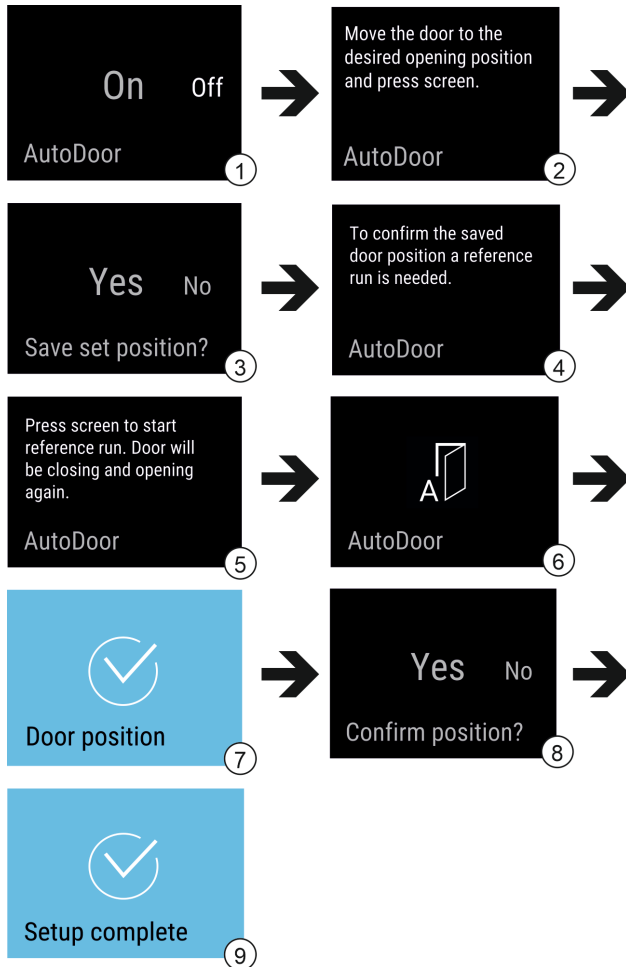 On Off
AutoDoor
1
Move the door to the
desired opening position
and press screen.
AutoDoor
2
Yes No
Save set position?
3
To confirm the saved
door position a reference
run is needed.
AutoDoor
4
Press screen to start
reference run. Door will
be closing and opening
again.
AutoDoor
5
A
AutoDoor
6
Door position
7
Yes No
Confirm position?
8
Setup complete
9